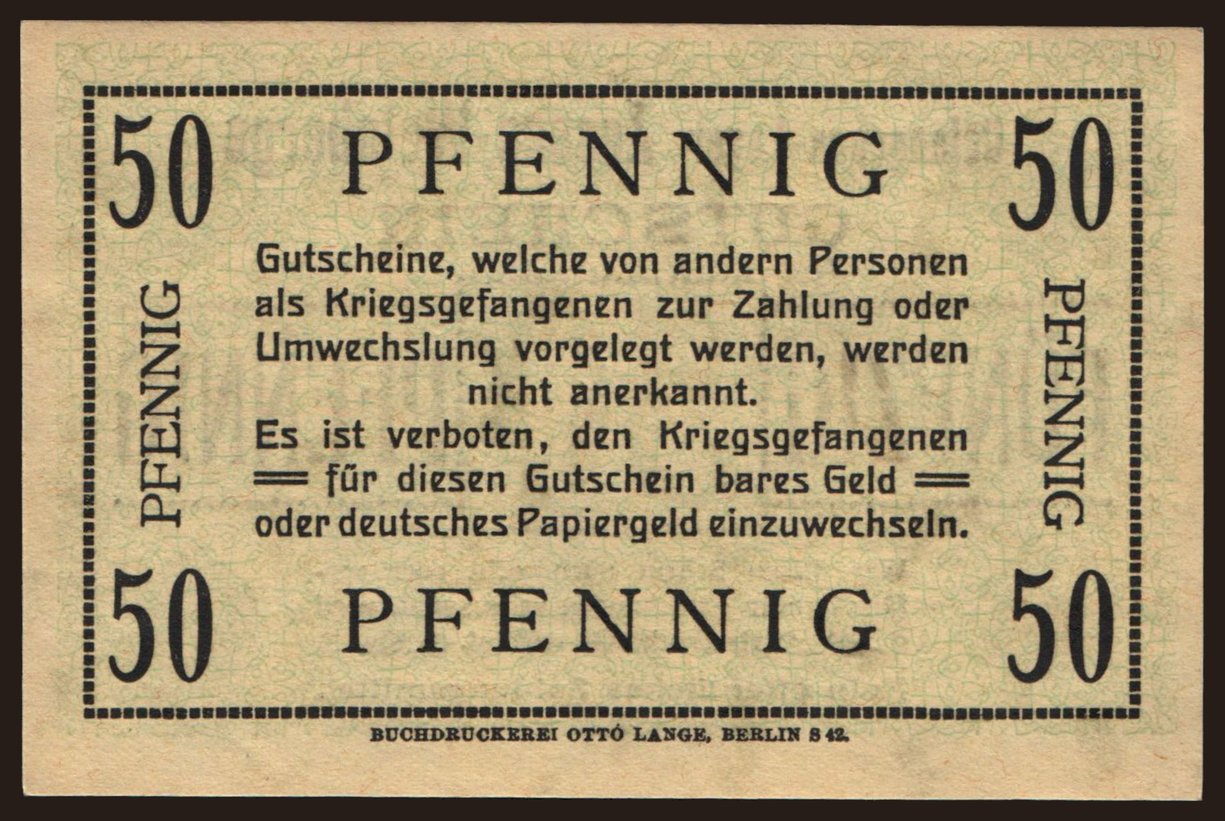 50 PFENNIG 50
Gutscheine, welche von andern Personen
als Kriegsgefangenen zur Zahlung oder
Umwechslung vorgelegt werden, werden
nicht anerkannt.
Es ist verboten, den Kriegsgefangenen
für diesen Gutschein bares Geld
oder deutsches Papiergeld einzuwechseln.
PFENNIG
PFENNIG
50 PFENNIG 50
BUCHDRUCKEREI OTTO LANGE, BERLIN S 42.